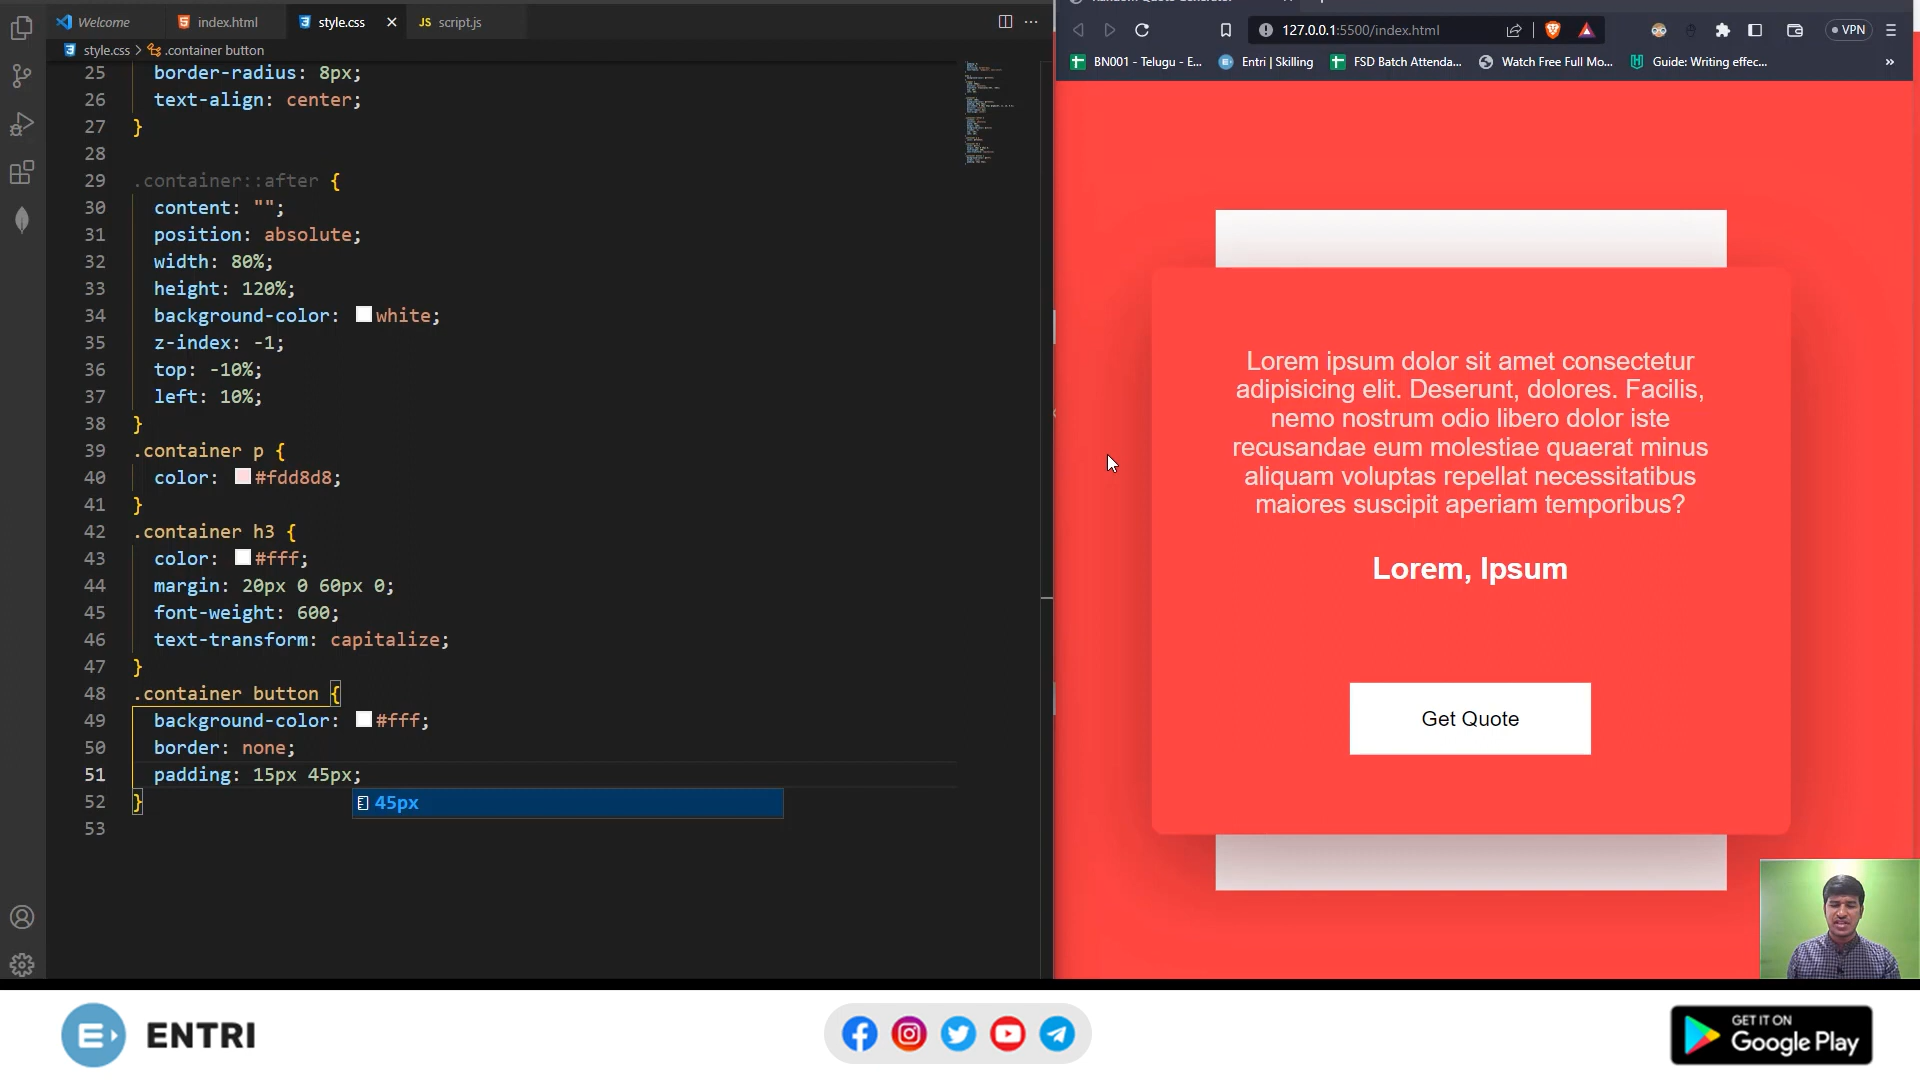 Welcome
index.html
style.css
JS script.js
style.css > .container button
25 border-radius: 8px;
26 text-align: center;
27 }
28
29 .container::after {
30 content: "";
31 position: absolute;
32 width: 80%;
33 height: 120%;
34 background-color: white;
35 z-index: -1;
36 top: -10%;
37 left: 10%;
38 }
39 .container p {
40 color: #fdd8d8;
41 }
42 .container h3 {
43 color: #fff;
44 margin: 20px 0 60px 0;
45 font-weight: 600;
46 text-transform: capitalize;
47 }
48 .container button {
49 background-color: #fff;
50 border: none;
51 padding: 15px 45px;
52 }
53
45px
127.0.0.1:5500/index.html
VPN
BN001 - Telugu - E...
Entri | Skilling
FSD Batch Attenda...
Watch Free Full Mo...
Guide: Writing effec...
»
Lorem ipsum dolor sit amet consectetur
adipisicing elit. Deserunt, dolores. Facilis,
nemo nostrum odio libero dolor iste
recusandae eum molestiae quaerat minus
aliquam voluptas repellat necessitatibus
maiores suscipit aperiam temporibus?
Lorem, Ipsum
Get Quote
ENTRI
GET IT ON
Google Play